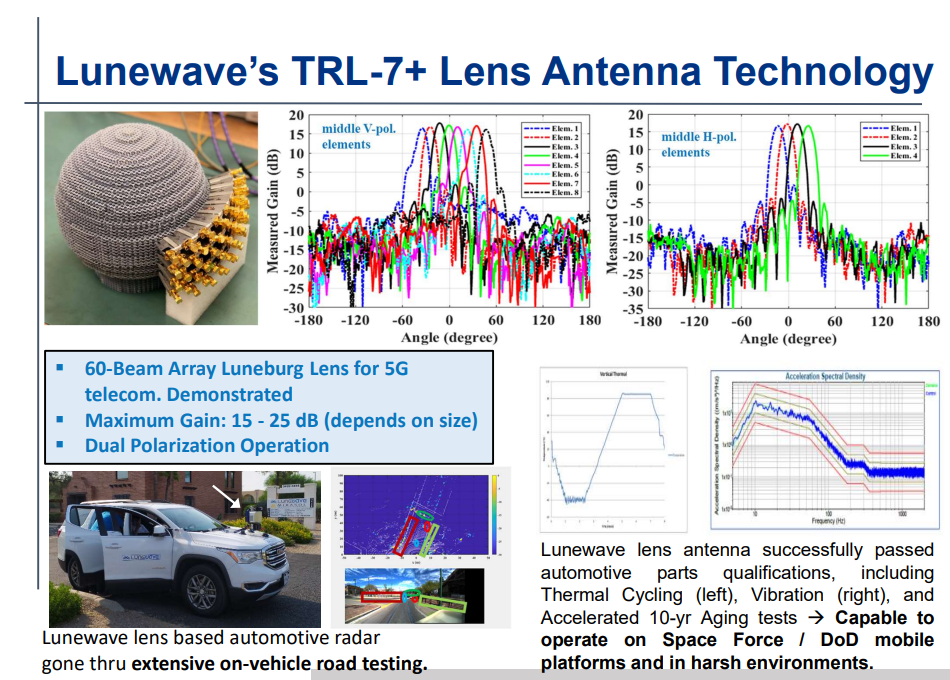 Lunewave’s TRL-7+ Lens Antenna Technology
20
15
10
5
0
-5
-10
-15
-20
-25
-30
Measured Gain (dB)
middle V-pol.
elements
Elem. 1
Elem. 2
Elem. 3
Elem. 4
Elem. 5
Elem. 6
Elem. 7
Elem. 8
-180 -120 -60 0 60 120 180
Angle (degree)
20
15
10
5
0
-5
-10
-15
-20
-25
-30
-35
Measured Gain (dB)
middle H-pol.
elements
Elem. 1
Elem. 2
Elem. 3
Elem. 4
-180 -120 -60 0 60 120 180
Angle (degree)
▪ 60-Beam Array Luneburg Lens for 5G
telecom. Demonstrated
▪ Maximum Gain: 15 - 25 dB (depends on size)
▪ Dual Polarization Operation
Vertical Thermal
Acceleration Spectral Density
Acceleration Spectral Density
10 100 1000
Frequency (Hz)
Lunewave lens based automotive radar
gone thru extensive on-vehicle road testing.
Lunewave lens antenna successfully passed
automotive parts qualifications, including
Thermal Cycling (left), Vibration (right), and
Accelerated 10-yr Aging tests → Capable to
operate on Space Force / DoD mobile
platforms and in harsh environments.